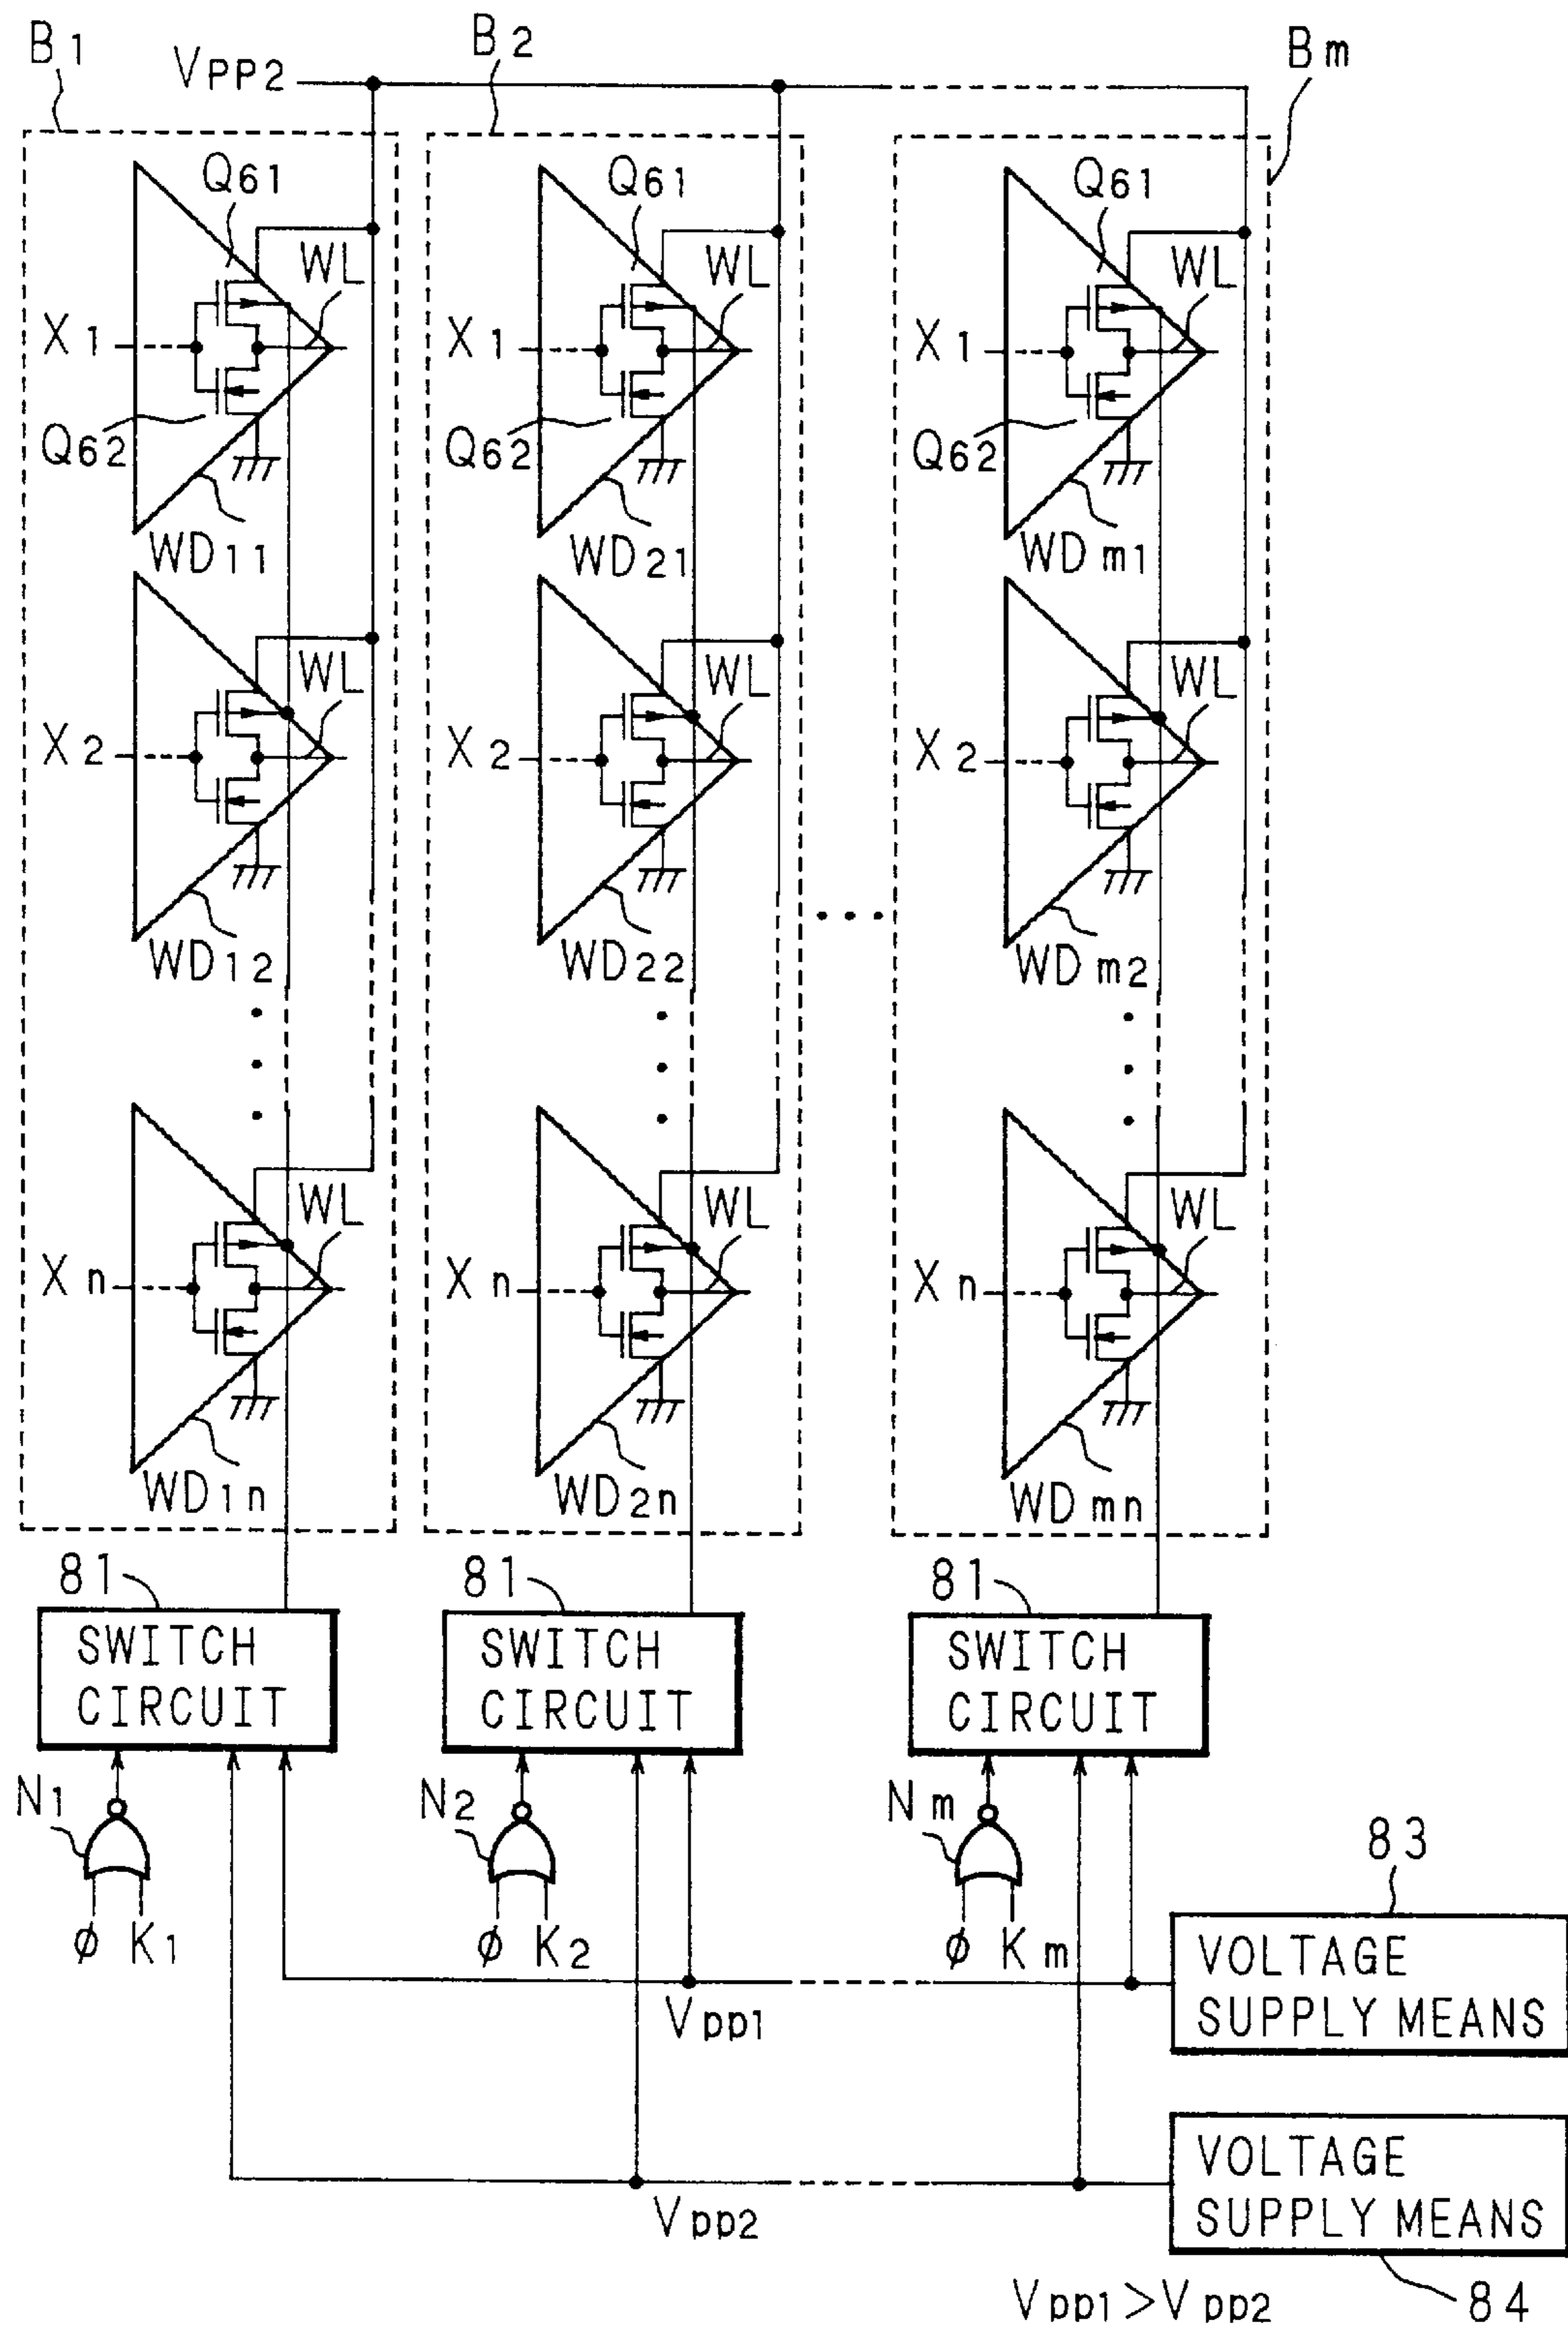 B1
B2
Bm
VPP2
Q61
Q61
Q61
WL
WL
WL
X1
X1
X1
Q62
Q62
Q62
WD11
WD21
WDm1
WL
WL
WL
X2
X2
X2
WD12
WD22
WDm2
WL
WL
WL
Xn
Xn
Xn
WD1n
WD2n
WDmn
81
81
81
SWITCH
CIRCUIT
SWITCH
CIRCUIT
SWITCH
CIRCUIT
N1
N2
Nm
ø K1
ø K2
ø Km
83
VOLTAGE
SUPPLY MEANS
Vpp1
VOLTAGE
SUPPLY MEANS
Vpp2
Vpp1>Vpp2
84